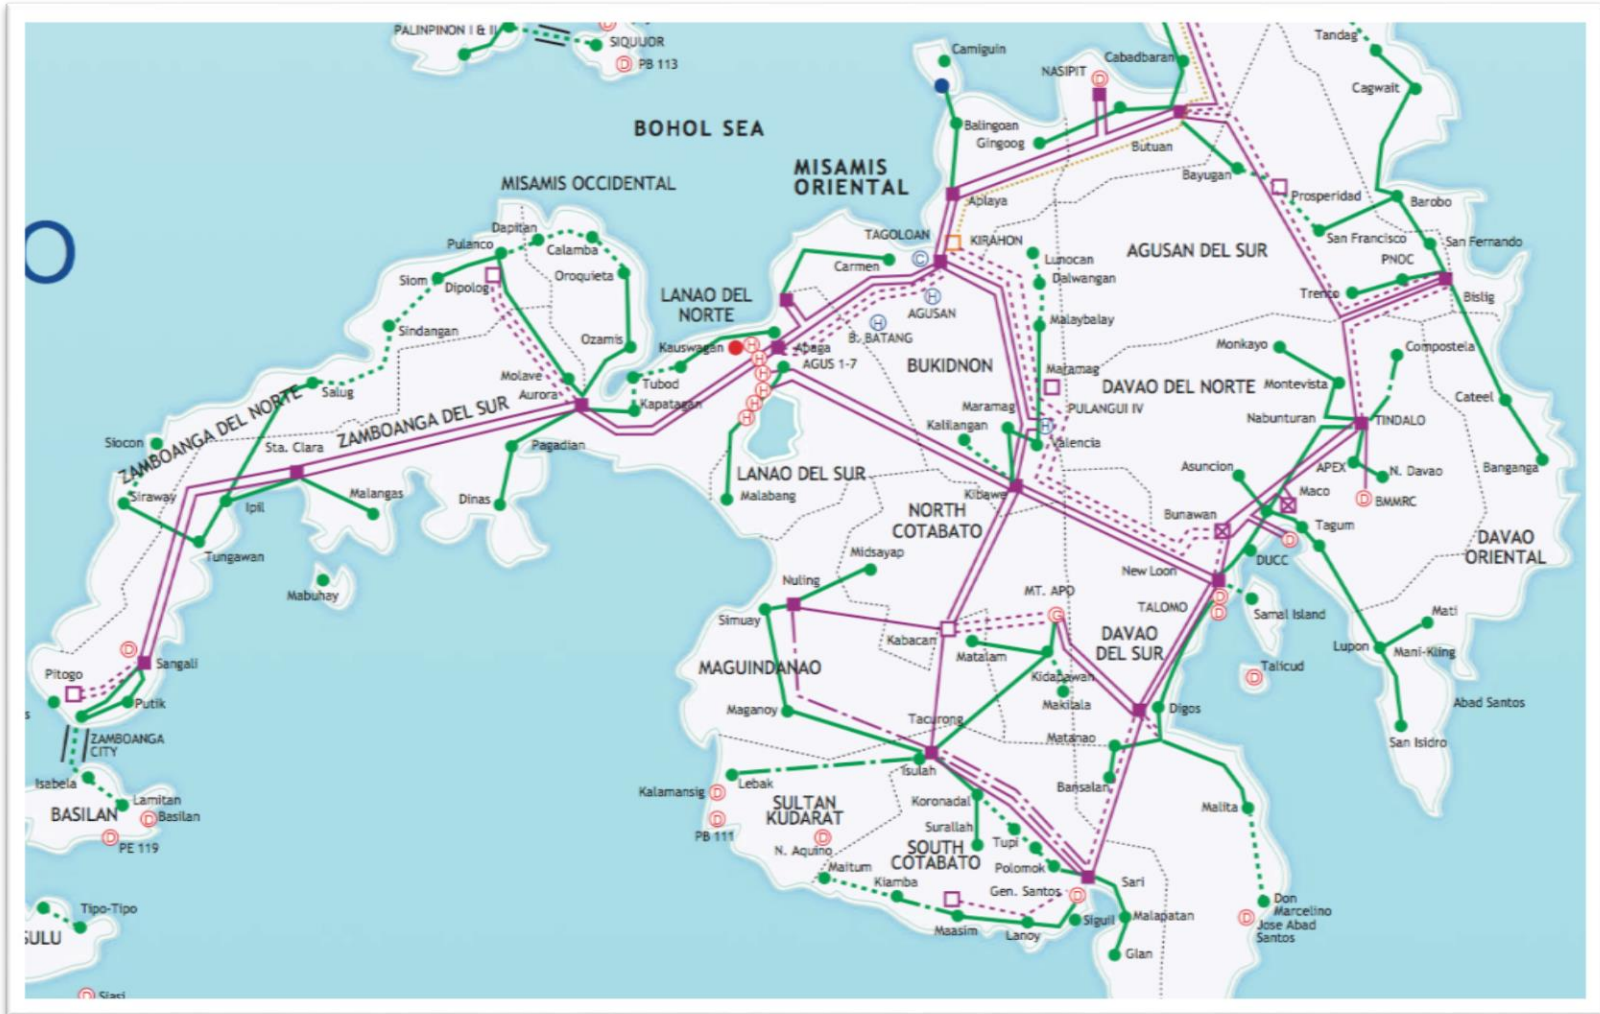 PALINPINON I & II
SIQUIJOR
D PB 113
BOHOL SEA
Camiguin
NASIPIT
D
Cabadbaran
Tandag
Cagwait
Balingoan
Gingoog
Butuan
Bayugan
Prosperidad
Barobo
MISAMIS
ORIENTAL
MISAMIS OCCIDENTAL
Aplaya
TAGOLOAN
KIRAHON
C
Carmen
San Francisco
San Fernando
PNOC
Trento
Bislig
AGUSAN DEL SUR
Dapitan
Pulanco
Calamba
Siom
Dipolog
Oroquieta
Sindangan
LANAO DEL
NORTE
Lunocan
Dalwangan
Malaybalay
H
AGUSAN
H
B. BATANG
BUKIDNON
Ozamis
Kauswagan
H
Abaga
AGUS 1-7
H
H
H
H
H
Tubod
Kapatagan
Molave
Aurora
Salug
ZAMBOANGA DEL NORTE
ZAMBOANGA DEL SUR
Siocon
Sta. Clara
Siraway
Ipil
Malangas
Pagadian
Dinas
Tungawan
Mabuhay
Maramag
DAVAO DEL NORTE
Maramag
PULANGUI IV
H
Kalilangan
Valencia
Monkayo
Compostela
Montevista
Nabunturan
TINDALO
Cateel
Banganga
APEX
N. Davao
D
BMMRC
Asuncion
Maco
Tagum
D
DUCC
Bunawan
New Loon
TALOMO
D
D
Samal Island
DAVAO
ORIENTAL
LANAO DEL SUR
Malabang
Kibawe
NORTH
COTABATO
Midsayap
Nuling
Simuay
Kabacan
MT. APO
G
DAVAO
DEL SUR
Matalam
Kidapawan
Makilala
MAGUINDANAO
Maganoy
Tacurong
Isulah
Matanao
Digos
Bansalan
D
Talicud
Mati
Lupon
Mani-Kling
Abad Santos
San Isidro
D
Sangali
Pitogo
Putik
s
ZAMBOANGA
CITY
Isabela
Lamitan
BASILAN
D Basilan
D
PE 119
Kalamansig D
Lebak
PB 111
D
SULTAN
KUDARAT
D
N. Aquino
Koronadal
Surallah
Tupi
SOUTH
COTABATO
Polomok
Maitum
Kiamba
Gen. Santos
D
Sari
Maasim
Lanoy
Siguil
Malapatan
Glan
Malita
Don
Marcelino
D
Jose Abad
Santos
Tipo-Tipo
SULU
D Siasi